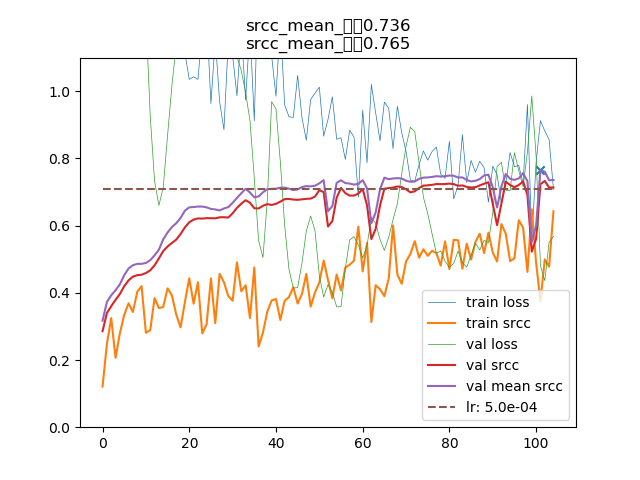 srcc_mean_0.736
srcc_mean_0.765
1.0
0.8
0.6
0.4
0.2
0.0
0
20
40
60
80
100
train loss
train srcc
val loss
val srcc
val mean srcc
lr: 5.0e-04